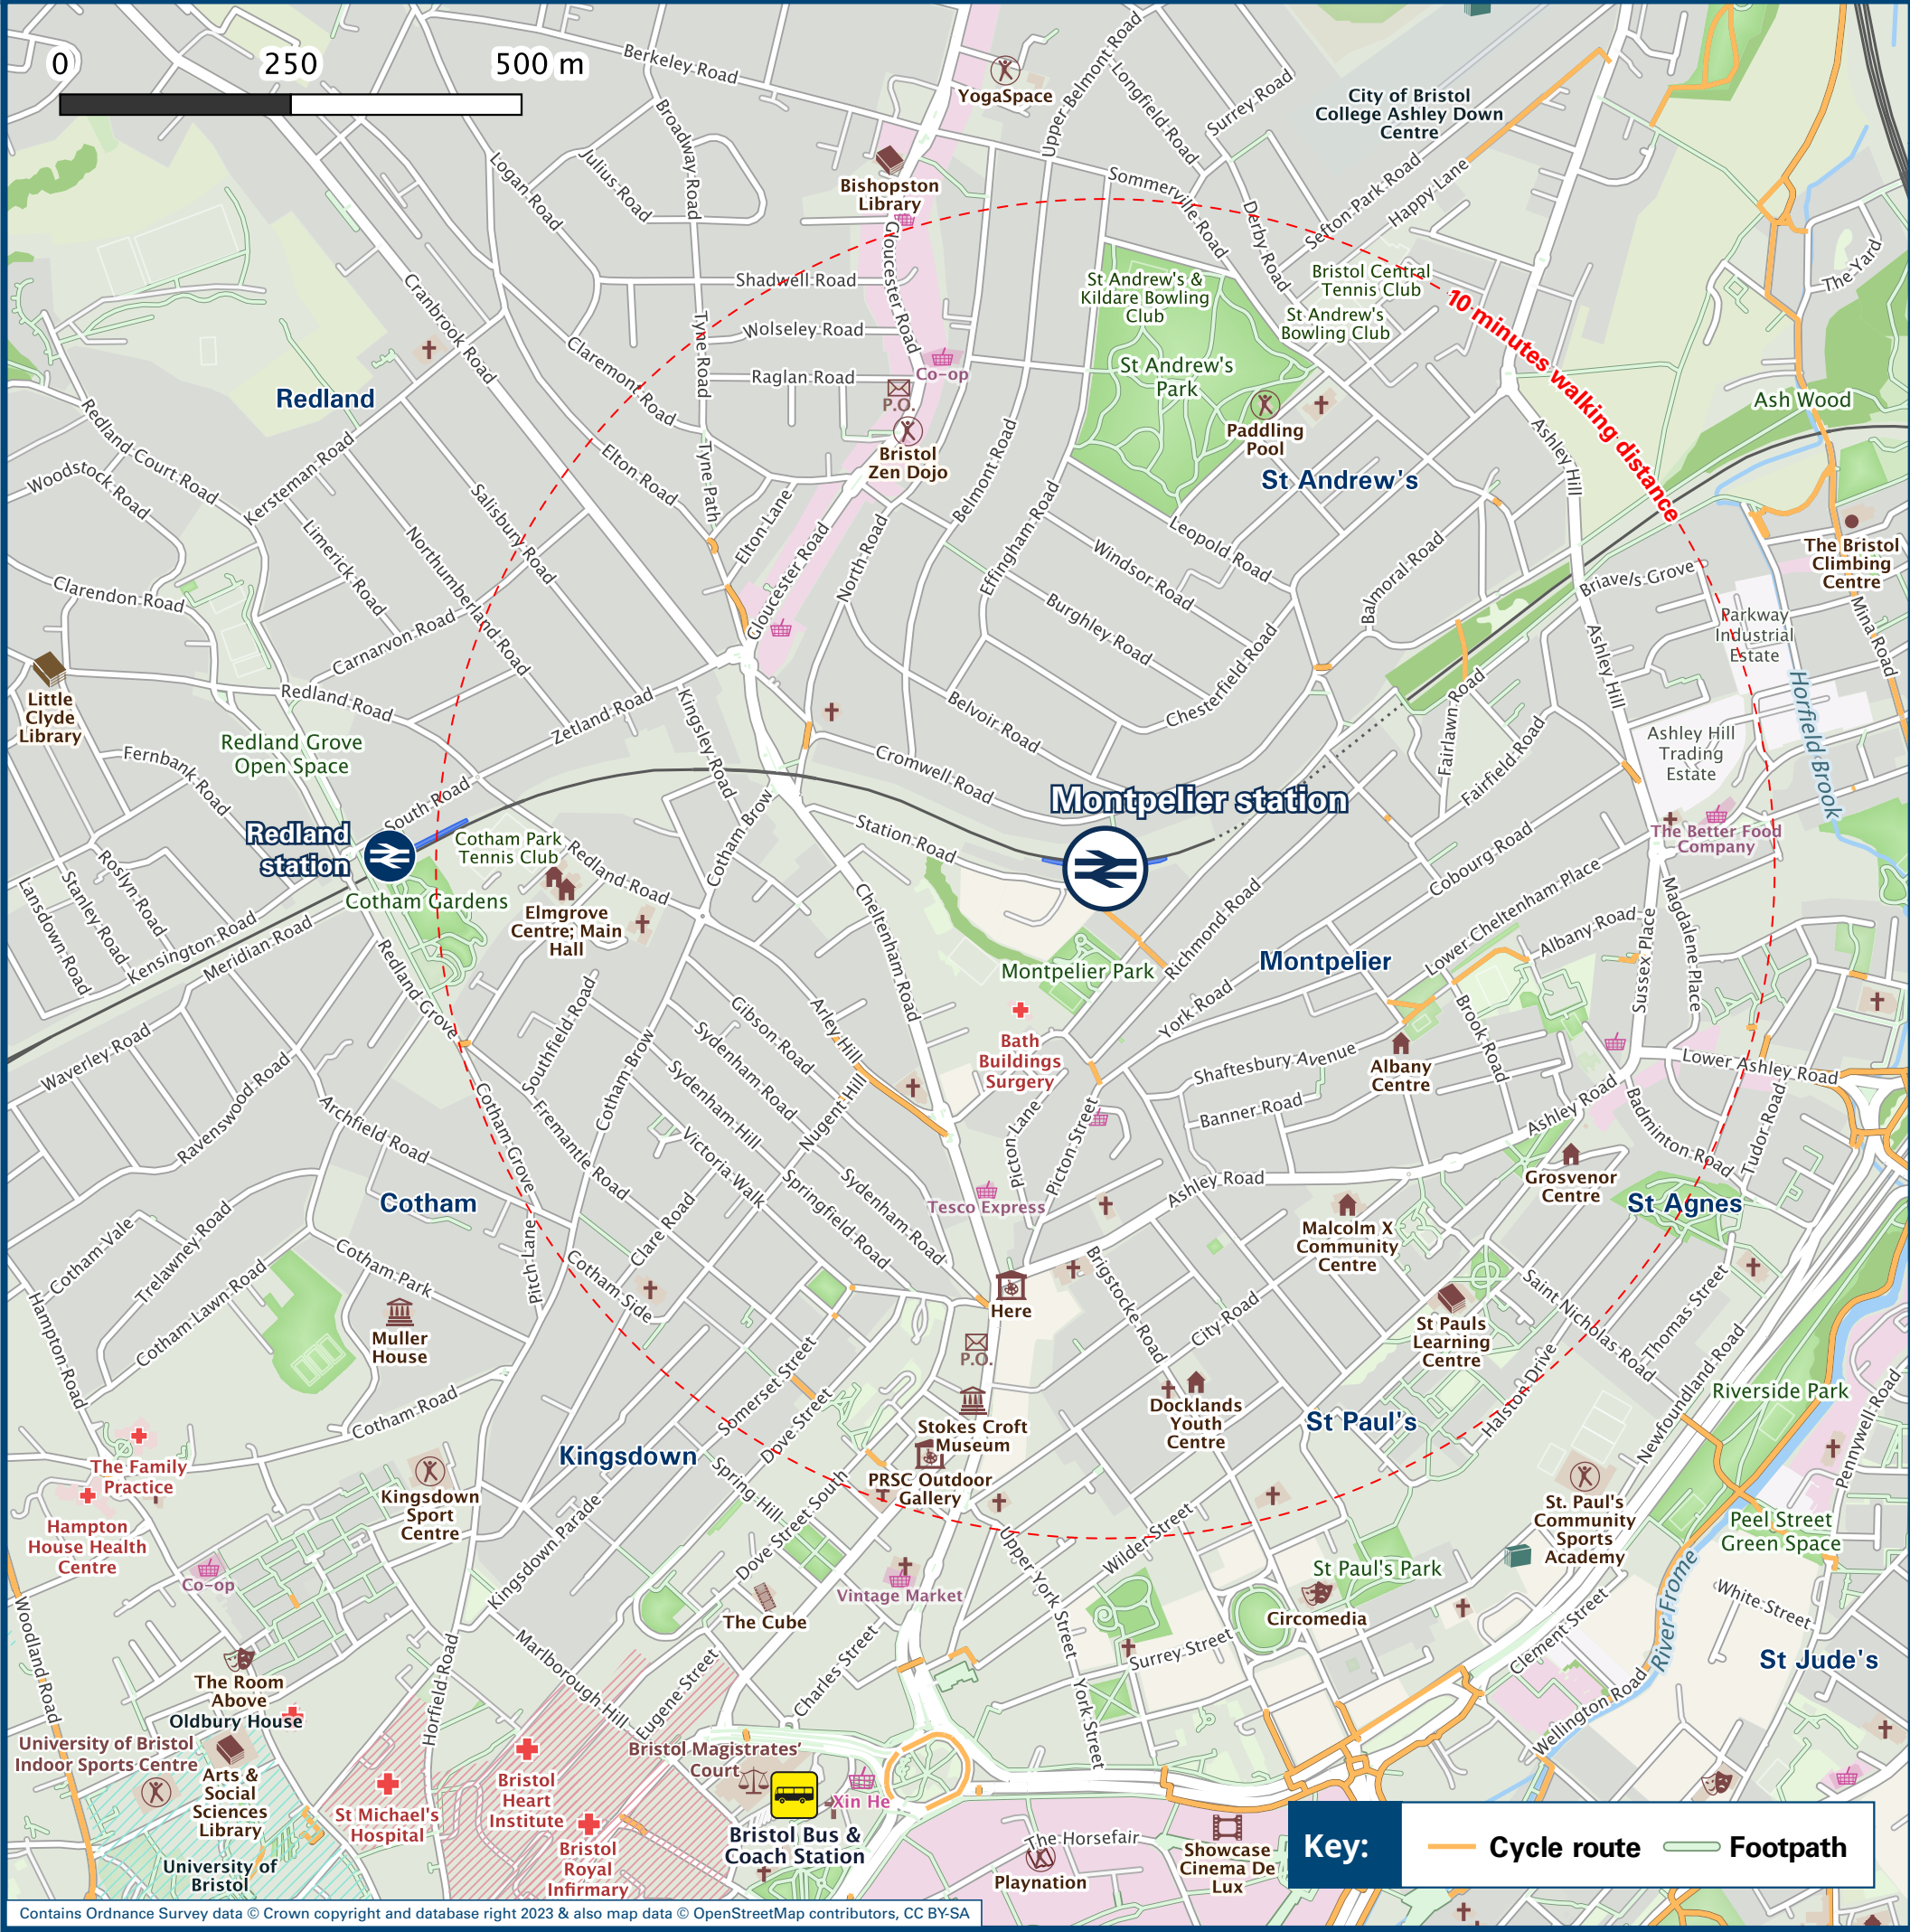 0
250
500 m
Berkeley Road
YogaSpace
Upper Belmont Road
Longfield Road
Surrey Road
City of Bristol
College Ashley Down
Centre
Broadway Road
Logan Road
Julius Road
Bishopston
Library
Sommerville Road
Derby Road
Sefton Park Road
Happy Lane
The Yard
Gloucester Road
Shadwell Road
Cranbrook Road
St Andrew's &
Kildare Bowling
Club
Bristol Central
Tennis Club
St Andrew's
Bowling Club
10 minutes walking distance
Wolseley Road
Tyne Road
Claremont Road
Raglan Road
Co-op
P.O.
St Andrew's
Park
Redland
Ash Wood
Paddling
Pool
Bristol
Zen Dojo
Redland Court Road
Kersteman Road
Woodstock Road
Elton Road
Tyne Path
Belmont Road
St Andrew's
Ashley Hill
Salisbury Road
Limerick Road
Northumberland Road
Elton Lane
Gloucester Road
North Road
Effingham Road
Leopold Road
Windsor Road
Balmoral Road
The Bristol
Climbing
Centre
Clarendon Road
Briavels Grove
Burghley Road
Mina Road
Parkway
Industrial
Estate
Carnarvon Road
Chesterfield Road
Ashley Hill
Little
Clyde
Library
Redland Road
Zetland Road
Kingsley Road
Belvoir Road
Fairlawn Road
Fairfield Road
Horfield Brook
Redland Grove
Open Space
Fernbank Road
Cromwell Road
Ashley Hill
Trading
Estate
South Road
Montpelier station
Redland
station
Cotham Park
Tennis Club
Redland Road
Cotham Brow
Station Road
The Better Food
Company
Cobourg Road
Lansdown Road
Stanley Road
Roslyn Road
Cotham Gardens
Elmgrove
Centre; Main
Hall
Cheltenham Road
Richmond Road
Lower Cheltenham Place
Albany Road
Sussex Place
Magdalene Place
Kensington Road
Meridian Road
Redland Grove
Montpelier Park
Montpelier
Southfield Road
Gibson Road
Arley Hill
York Road
Brook Road
Waverley Road
Ravenswood Road
Cotham Brow
Sydenham Road
Sydenham Hill
Nugent Hill
Bath
Buildings
Surgery
Shaftesbury Avenue
Albany
Centre
Lower Ashley Road
Archfield Road
Cotham Grove
Fremantle Road
Victoria Walk
Picton Lane
Picton Street
Banner Road
Ashley Road
Badminton Road
Tudor Road
Cotham
Springfield Road
Sydenham Road
Tesco Express
Ashley Road
Grosvenor
Centre
St Agnes
Cotham Vale
Trelawney Road
Cotham Lawn Road
Cotham Park
Pitch Lane
Clare Road
Cotham Side
Malcolm X
Community
Centre
Hampton Road
Here
Brigstocke Road
City Road
Saint Nicholas Road
Thomas Street
Muller
House
P.O.
St Pauls
Learning
Centre
Newfoundland Road
Somerset Street
Halston Drive
Riverside Park
Cotham Road
Dove Street
Stokes Croft
Museum
Docklands
Youth
Centre
St Paul's
Pennywell Road
The Family
Practice
Kingsdown
PRSC Outdoor
Gallery
Kingsdown
Sport
Centre
Spring Hill
Dove Street South
Hampton
House Health
Centre
St. Paul's
Community
Sports
Academy
Peel Street
Green Space
Kingsdown Parade
Upper York Street
Wilder Street
St Paul's Park
Co-op
Vintage Market
The Cube
Circomedia
White Street
Woodland Road
River Frome
Clement Street
Marlborough Hill
Horfield Road
Eugene Street
Charles Street
Surrey Street
York Street
St Jude's
The Room
Above
Oldbury House
Wellington Road
University of Bristol
Indoor Sports Centre
Arts &
Social
Sciences
Library
Bristol Magistrates’
Court
Xin He
Bristol
Heart
Institute
St Michael's
Hospital
Bristol
Royal
Infirmary
Bristol Bus &
Coach Station
The Horsefair
Playnation
Showcase
Cinema De
Lux
University of
Bristol
Key:
Cycle route
Footpath
Contains Ordnance Survey data © Crown copyright and database right 2023 & also map data © OpenStreetMap contributors, CC BY-SA